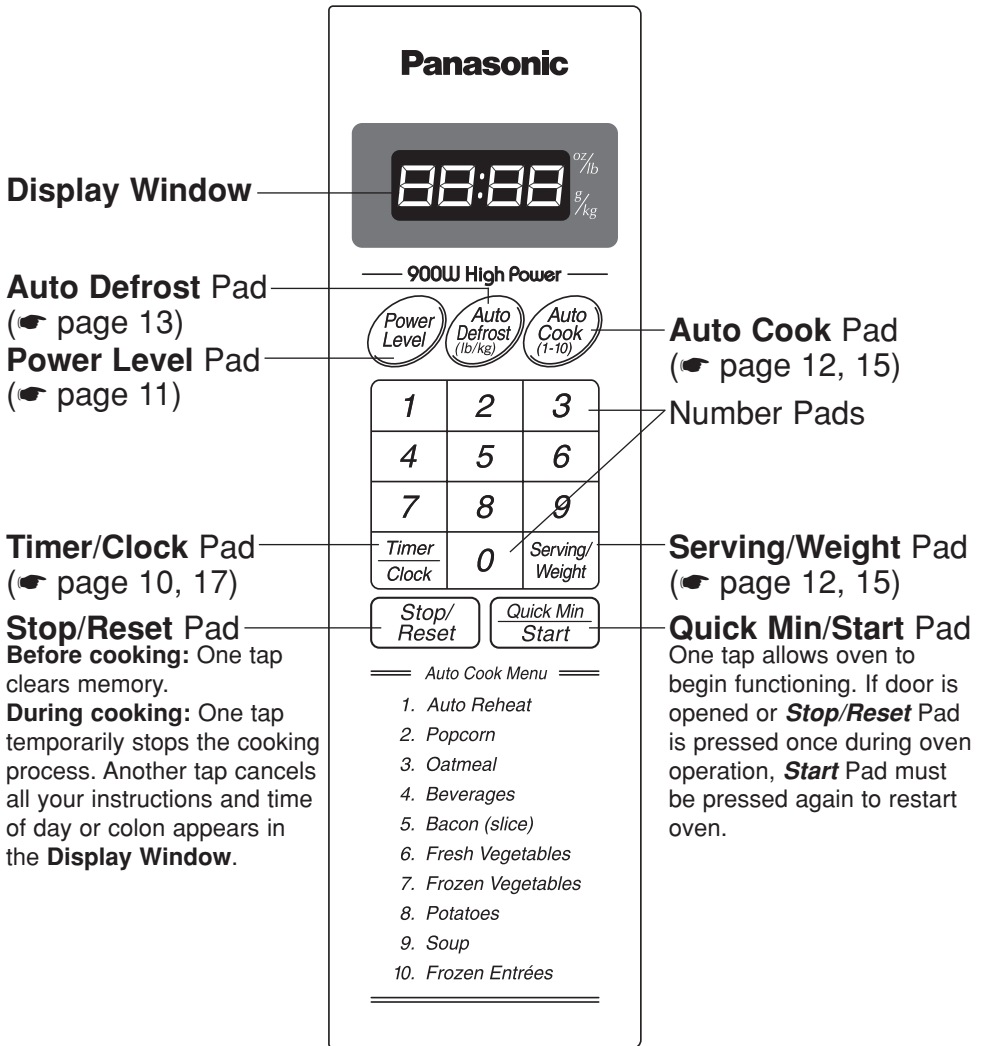 Panasonic
88:88
oz/lb
g/kg
Display Window
900W High Power
Auto Defrost Pad
(☛ page 13)
Power Level Pad
(☛ page 11)
Power
Level
Auto
Defrost
(lb/kg)
Auto
Cook
(1-10)
Auto Cook Pad
(☛ page 12, 15)
Number Pads
1 2 3
4 5 6
7 8 9
Timer
Clock
0
Serving/
Weight
Timer/Clock Pad
(☛ page 10, 17)
Serving/Weight Pad
(☛ page 12, 15)
Stop/
Reset
Quick Min
Start
Stop/Reset Pad
Before cooking: One tap
clears memory.
During cooking: One tap
temporarily stops the cooking
process. Another tap cancels
all your instructions and time
of day or colon appears in
the Display Window.
Quick Min/Start Pad
One tap allows oven to
begin functioning. If door is
opened or Stop/Reset Pad
is pressed once during oven
operation, Start Pad must
be pressed again to restart
oven.
Auto Cook Menu
1. Auto Reheat
2. Popcorn
3. Oatmeal
4. Beverages
5. Bacon (slice)
6. Fresh Vegetables
7. Frozen Vegetables
8. Potatoes
9. Soup
10. Frozen Entrées